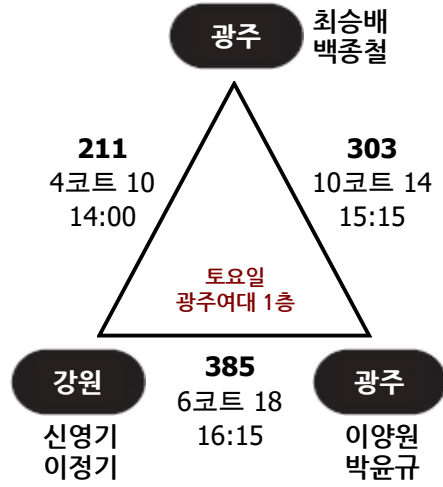 광주
최승배
백종철
211
4코트 10
14:00
303
10코트 14
15:15
토요일
광주여대 1층
강원
신영기
이정기
385
6코트 18
16:15
광주
이양원
박윤규